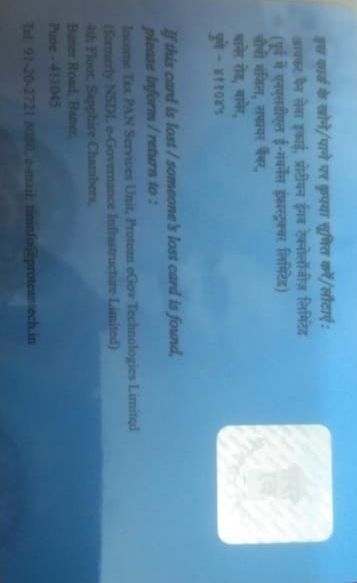 इस कार्ड के खोने/पाने पर कृपया सूचित करें/लौटाएं:
आयकर पैन सेवा इकाई, प्रोटीयन ईगव टेक्नोलॉजीज लिमिटेड
(पूर्व में एनएसडीएल ई-गवर्नेंस इंफ्रास्ट्रक्चर लिमिटेड)
चौथी मंजिल, सफायर चेंबर,
बानेर रोड, बानेर,
पुणे - ४११०४५
If this card is lost / someone's lost card is found,
please inform / return to :
Income Tax PAN Services Unit, Protean eGov Technologies Limited
(formerly NSDL e-Governance Infrastructure Limited)
4th Floor, Sapphire Chambers,
Baner Road, Baner,
Pune - 411045
Tel: 91-20-2721 8080, e-mail: tininfo@proteantech.in